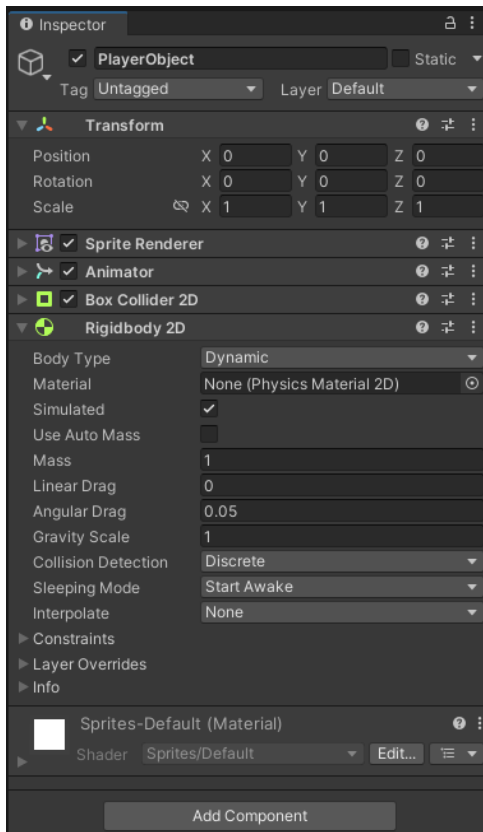 Inspector
PlayerObject Static
Tag Untagged Layer Default
Transform
Position X 0 Y 0 Z 0
Rotation X 0 Y 0 Z 0
Scale X 1 Y 1 Z 1
Sprite Renderer
Animator
Box Collider 2D
Rigidbody 2D
Body Type Dynamic
Material None (Physics Material 2D)
Simulated
Use Auto Mass
Mass 1
Linear Drag 0
Angular Drag 0.05
Gravity Scale 1
Collision Detection Discrete
Sleeping Mode Start Awake
Interpolate None
Constraints
Layer Overrides
Info
Sprites-Default (Material)
Shader Sprites/Default Edit...
Add Component